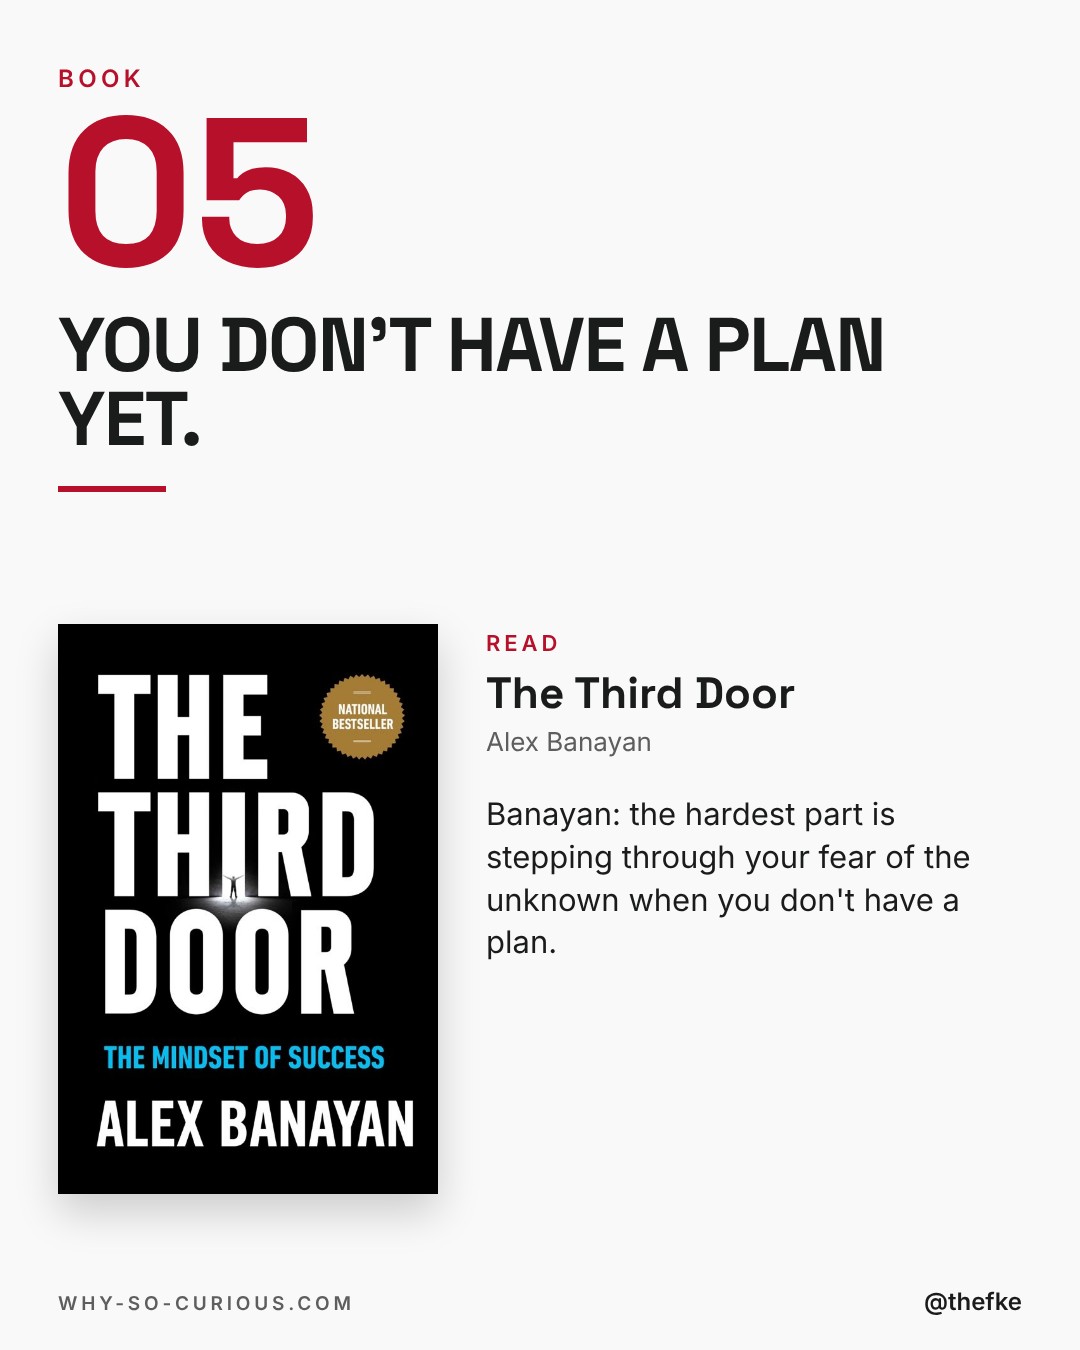 BOOK
05
YOU DON’T HAVE A PLAN
YET.
THE
THIRD
DOOR
NATIONAL
BESTSELLER
THE MINDSET OF SUCCESS
ALEX BANAYAN
READ
The Third Door
Alex Banayan
Banayan: the hardest part is
stepping through your fear of the
unknown when you don't have a
plan.
WHY-SO-CURIOUS.COM
@thefke